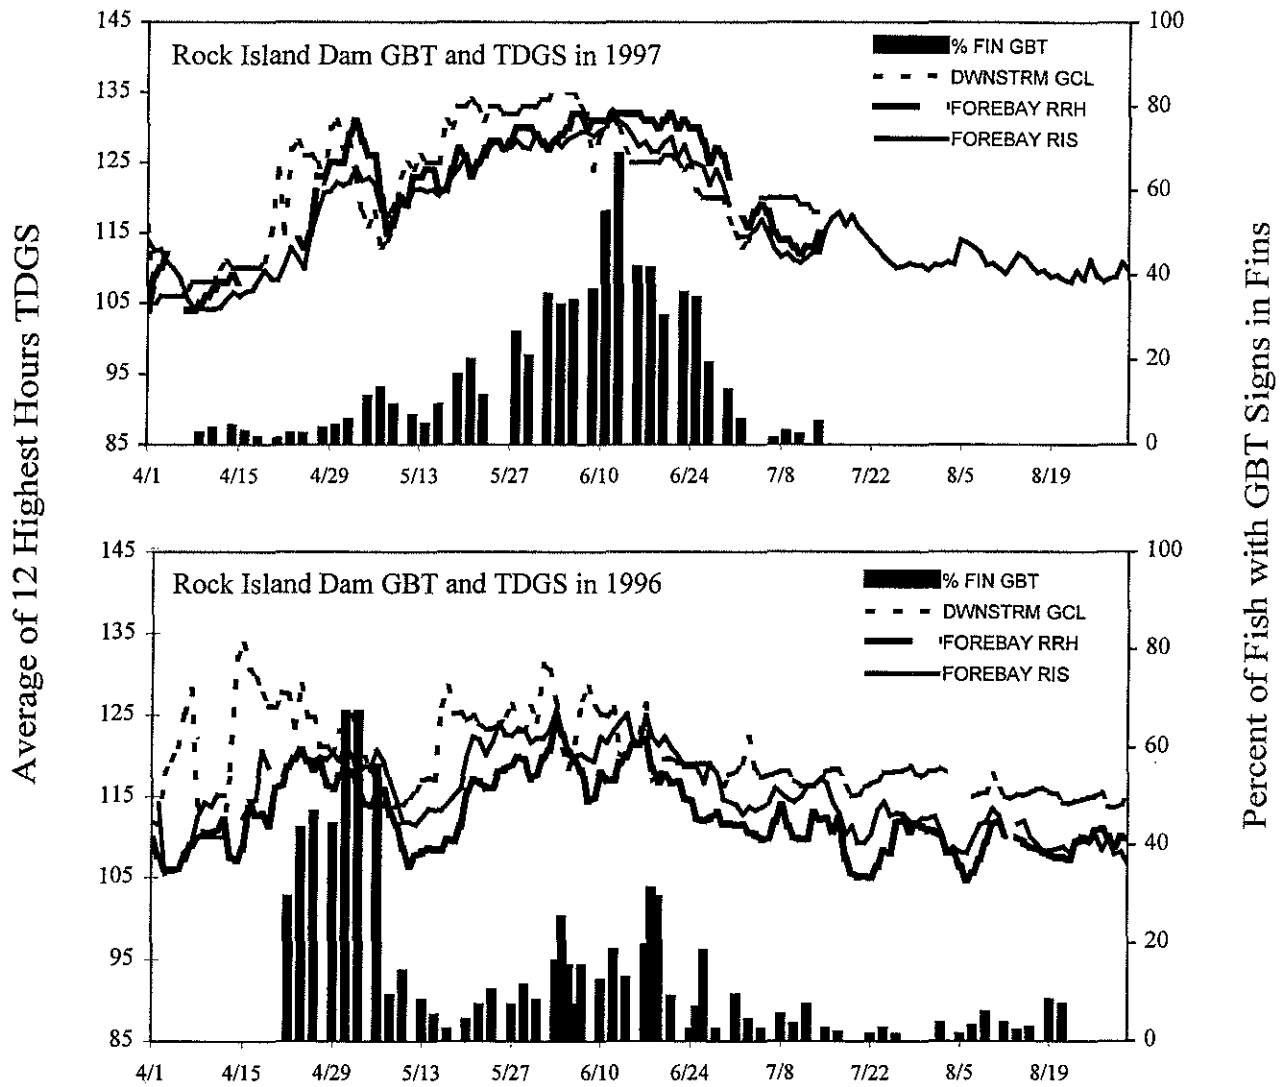 Average of 12 Highest Hours TDGS
145
135
125
115
105
95
85
Rock Island Dam GBT and TDGS in 1997
% FIN GBT
DWNSTRM GCL
FOREBAY RRH
FOREBAY RIS
100
80
60
40
20
0
4/1 4/15 4/29 5/13 5/27 6/10 6/24 7/8 7/22 8/5 8/19
145
135
125
115
105
95
85
Rock Island Dam GBT and TDGS in 1996
% FIN GBT
DWNSTRM GCL
FOREBAY RRH
FOREBAY RIS
100
80
60
40
20
0
4/1 4/15 4/29 5/13 5/27 6/10 6/24 7/8 7/22 8/5 8/19
Percent of Fish with GBT Signs in Fins